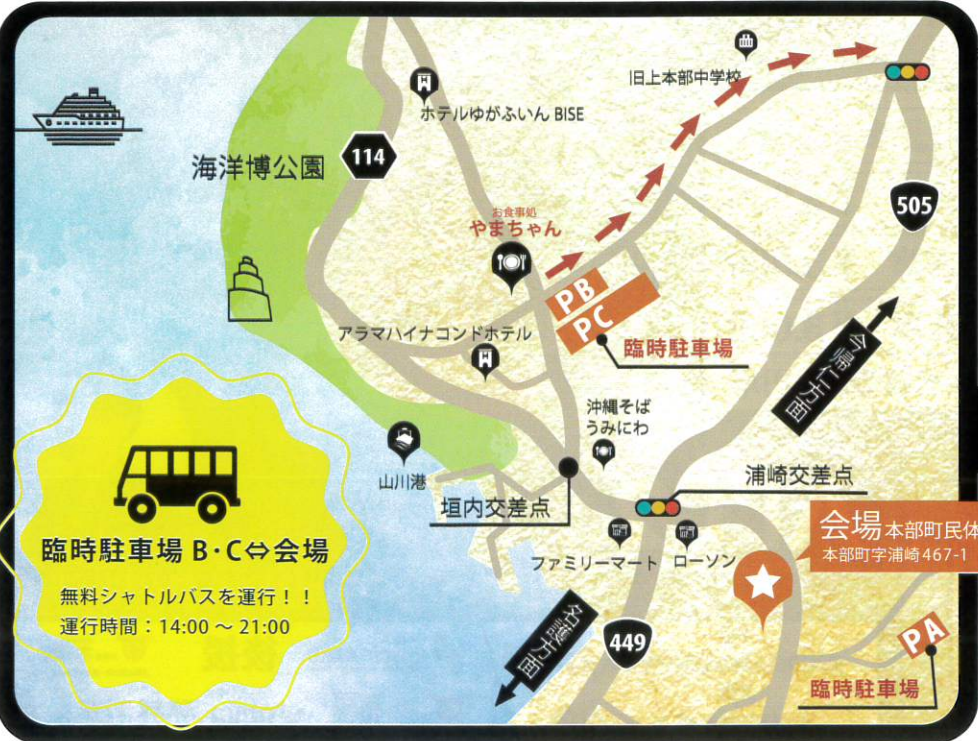 旧上本部中学校
ホテルゆがふいん BISE
海洋博公園
114
505
お食事処
やまちゃん
PB
PC
臨時駐車場
アラマハイナコンドホテル
今帰仁方面
沖縄そば
うみにわ
山川港
垣内交差点
浦崎交差点
会場 本部町民体
本部町字浦崎467-1
ファミリーマート
ローソン
臨時駐車場 B・C⇔会場
無料シャトルバスを運行!!
運行時間:14:00 〜 21:00
名護方面
449
PA
臨時駐車場